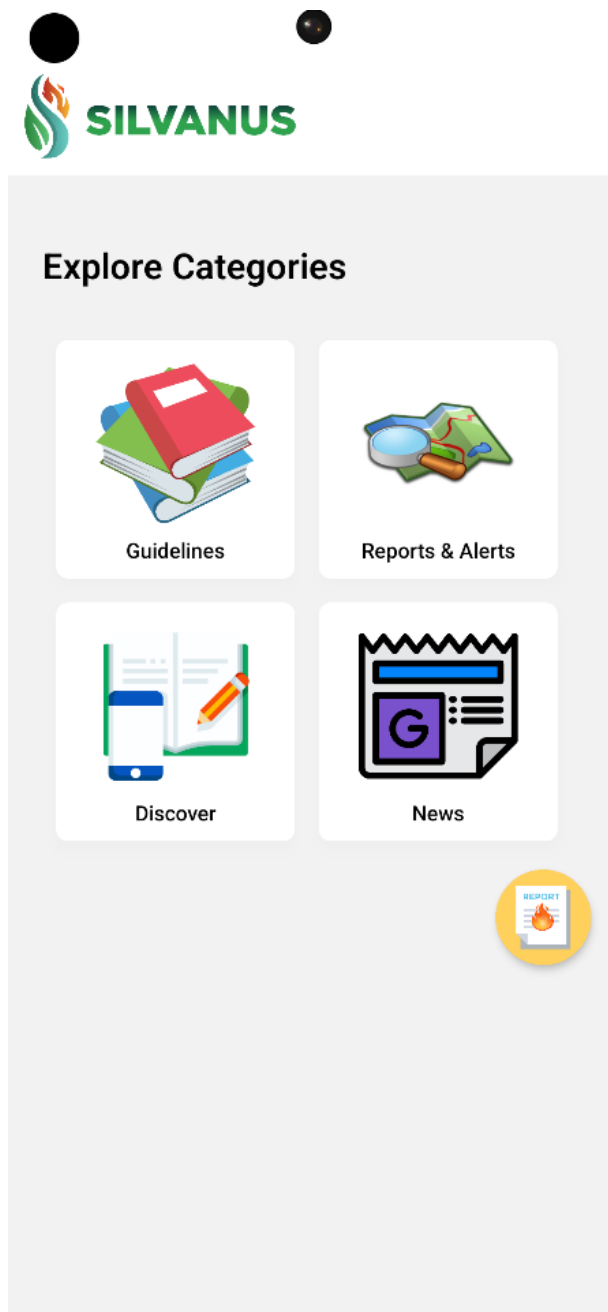 SILVANUS
Explore Categories
Guidelines
Reports & Alerts
G
Discover
News
REPORT